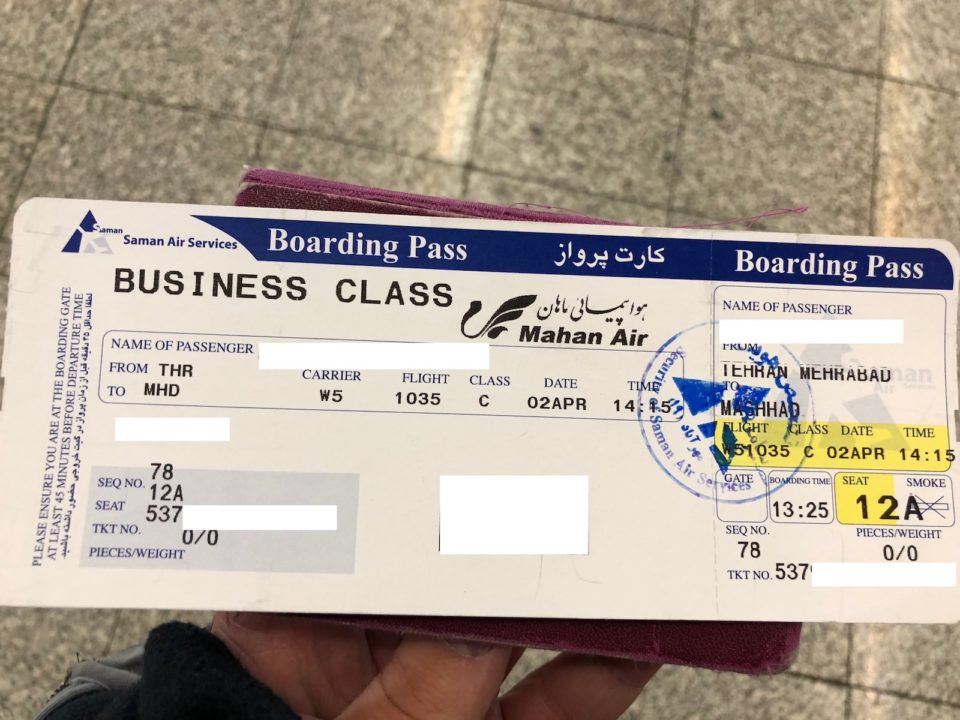 Saman
Saman Air Services
Boarding Pass
کارت پرواز
BUSINESS CLASS
هواپیمائی ماهان
Mahan Air
NAME OF PASSENGER
FROM THR CARRIER FLIGHT CLASS DATE TIME
TO MHD W5 1035 C 02APR 14:15
SEQ NO. 78
SEAT 12A
TKT NO. 537
PIECES/WEIGHT 0/0
PLEASE ENSURE YOU ARE AT THE BOARDING GATE
AT LEAST 45 MINUTES BEFORE DEPARTURE TIME
Security of Saman Air Services
Boarding Pass
NAME OF PASSENGER
FROM
TEHRAN MEHRABAD
TO
MASHHAD
FLIGHT CLASS DATE TIME
W51035 C 02APR 14:15
GATE BOARDING TIME SEAT SMOKE
13:25 12A
SEQ NO. PIECES/WEIGHT
78 0/0
TKT NO. 537